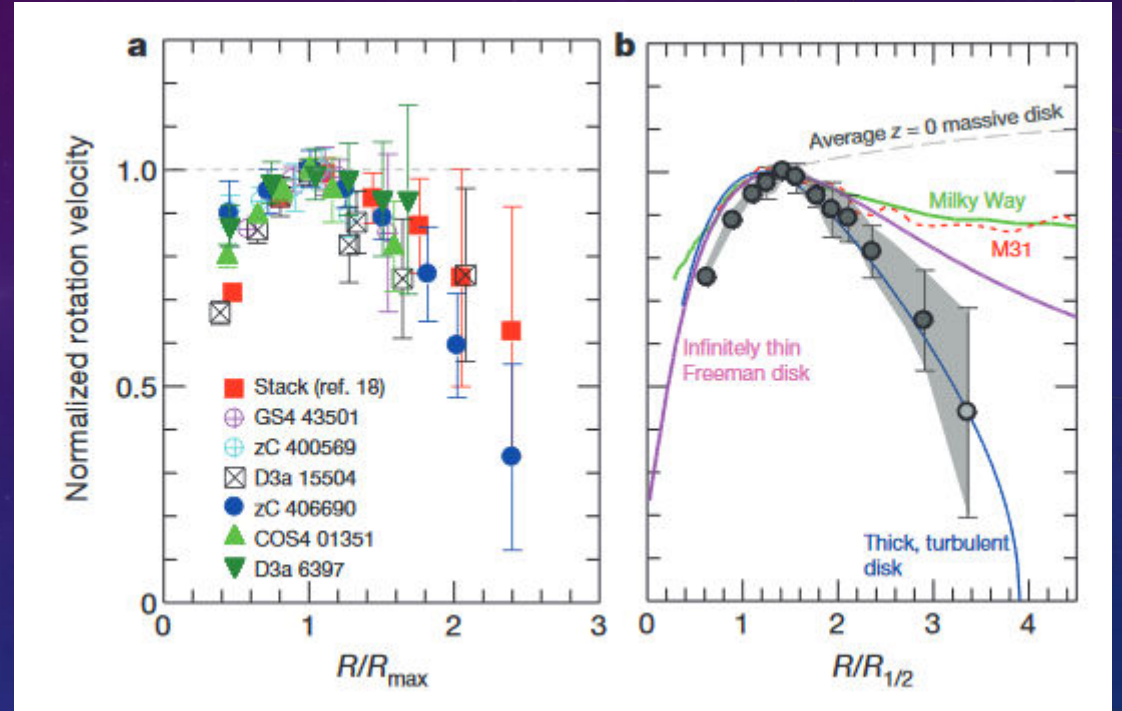 a
b
Normalized rotation velocity
1.0
0.5
0
Stack (ref. 18)
GS4 43501
zC 400569
D3a 15504
zC 406690
COS4 01351
D3a 6397
0 1 2 3
R/Rmax
Average z = 0 massive disk
Milky Way
M31
Infinitely thin
Freeman disk
Thick, turbulent
disk
0 1 2 3 4
R/R1/2